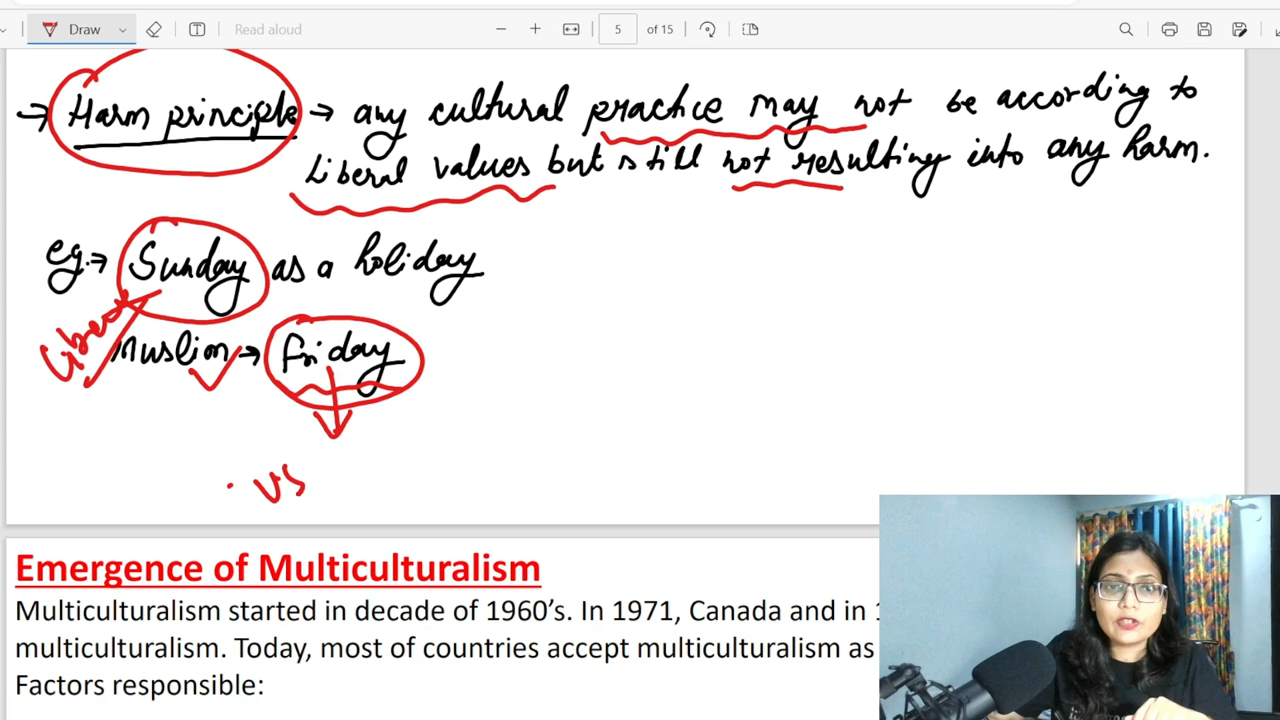 Draw
Read aloud
5 of 15
→ Harm principle → any cultural practice may not be according to
Liberal values but still not resulting into any harm.
eg. → Sunday as a holiday
Liberal
Muslim → Friday
vs
Emergence of Multiculturalism
Multiculturalism started in decade of 1960's. In 1971, Canada and in 1
multiculturalism. Today, most of countries accept multiculturalism as
Factors responsible: